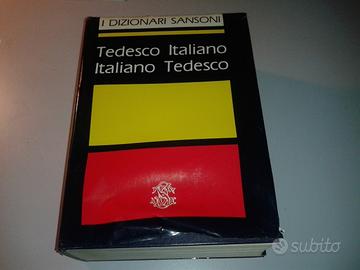 I DIZIONARI SANSONI
Tedesco Italiano
Italiano Tedesco
subito